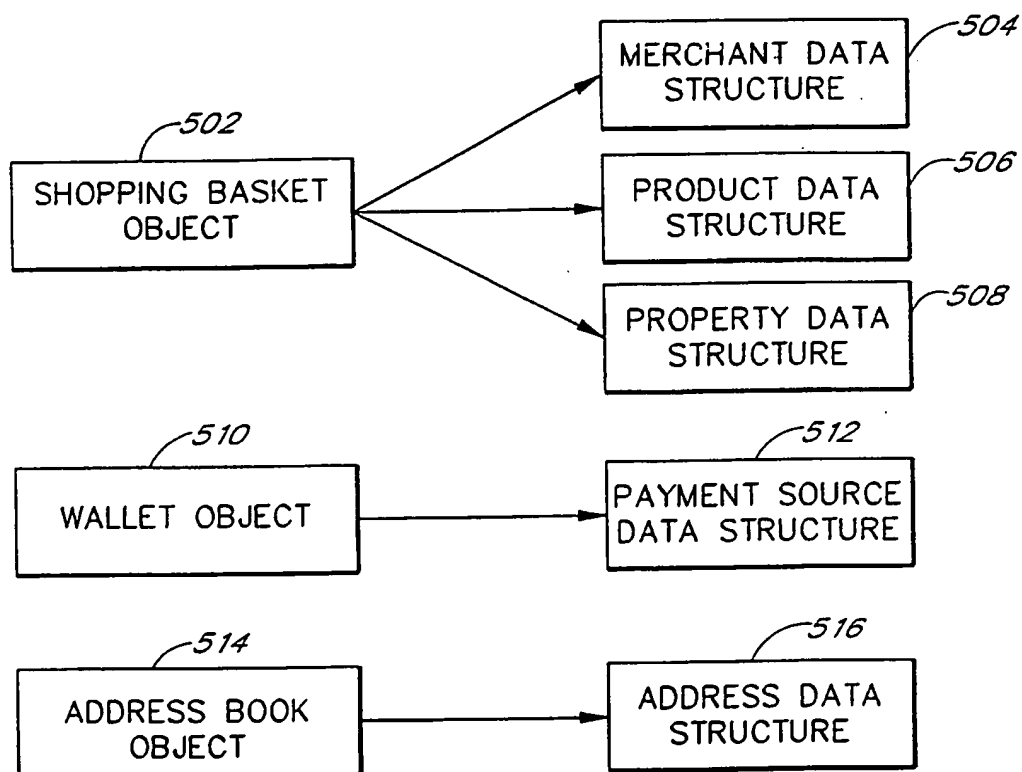 504
MERCHANT DATA
STRUCTURE
502
SHOPPING BASKET
OBJECT
506
PRODUCT DATA
STRUCTURE
508
PROPERTY DATA
STRUCTURE
510
WALLET OBJECT
512
PAYMENT SOURCE
DATA STRUCTURE
514
ADDRESS BOOK
OBJECT
516
ADDRESS DATA
STRUCTURE